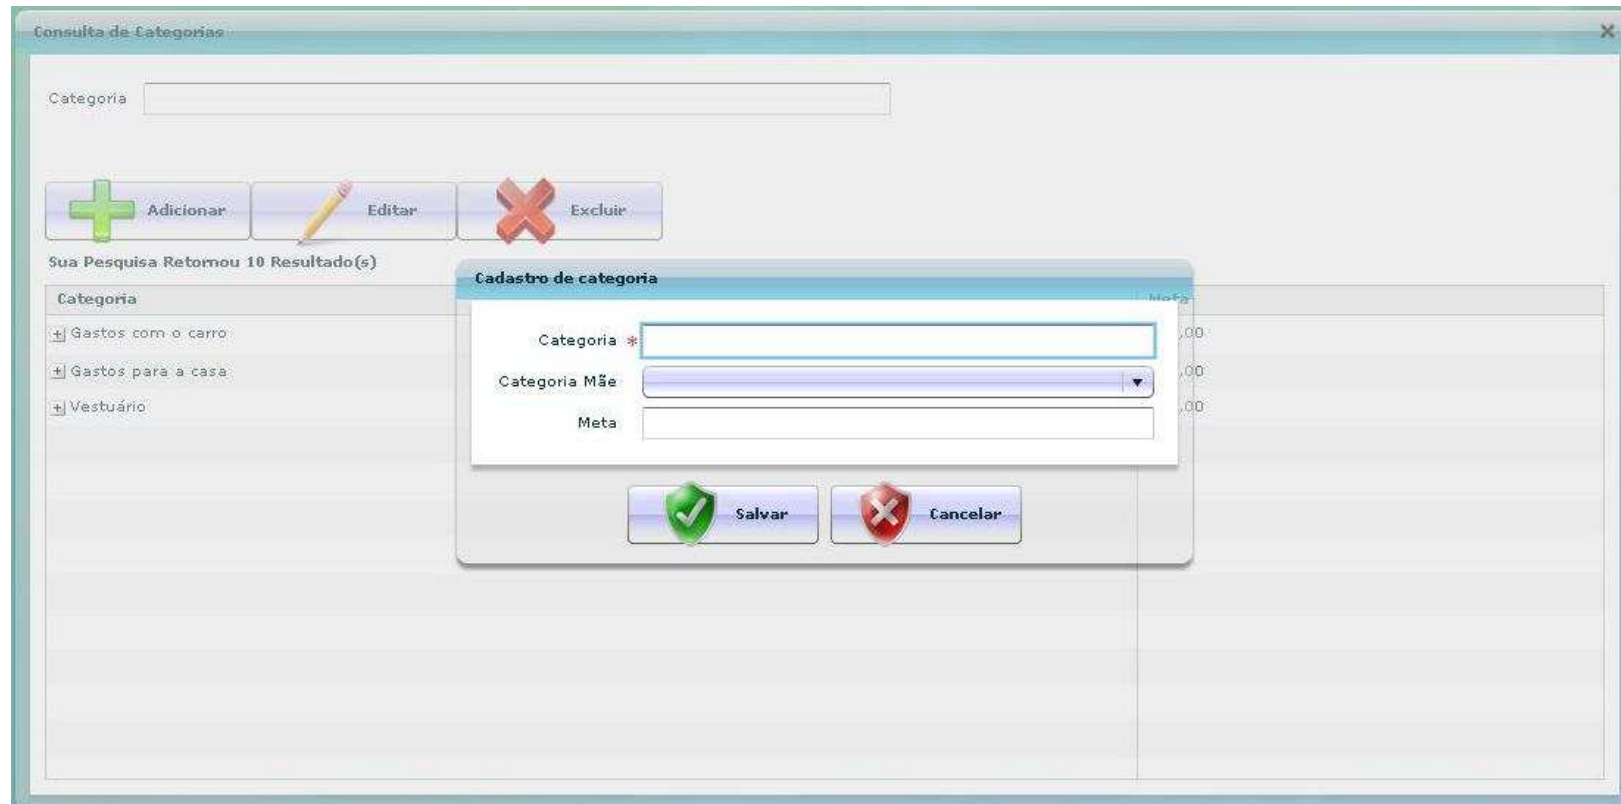 Consulta de Categorias
Categoria
Adicionar Editar Excluir
Sua Pesquisa Retornou 10 Resultado(s)
Categoria Meta
Gastos com o carro ,00
Gastos para a casa ,00
Vestuário ,00
Cadastro de categoria
Categoria *
Categoria Mãe
Meta
Salvar Cancelar